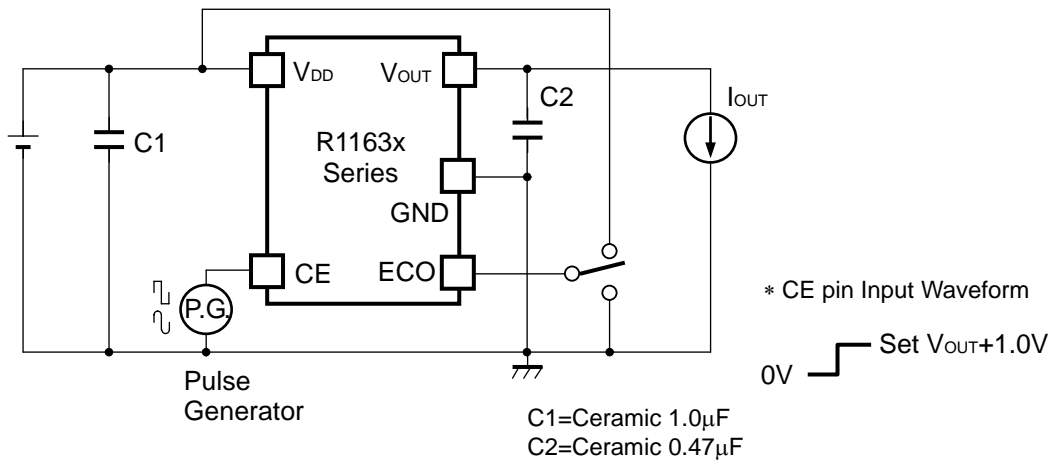 VDD
VOUT
C2
IOUT
C1
R1163x
Series
GND
CE
ECO
P.G.
* CE pin Input Waveform
Set VOUT+1.0V
0V
Pulse
Generator
C1=Ceramic 1.0μF
C2=Ceramic 0.47μF